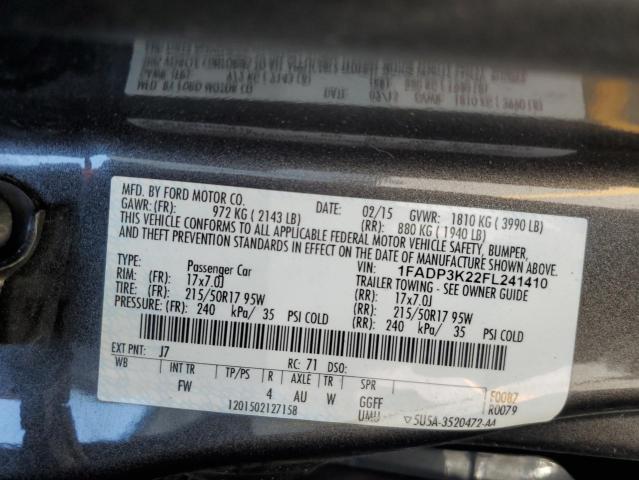 MFD. BY FORD MOTOR CO.
DATE: 02/15 GVWR: 1810 KG ( 3990 LB)
GAWR: (FR): 972 KG ( 2143 LB) (RR): 880 KG ( 1940 LB)
THIS VEHICLE CONFORMS TO ALL APPLICABLE FEDERAL MOTOR VEHICLE SAFETY, BUMPER,
AND THEFT PREVENTION STANDARDS IN EFFECT ON THE DATE OF MANUFACTURE SHOWN ABOVE.
VIN: 1FADP3K22FL241410
TYPE: Passenger Car TRAILER TOWING - SEE OWNER GUIDE
RIM: (FR): 17x7.0J (RR): 17x7.0J
TIRE: (FR): 215/50R17 95W (RR): 215/50R17 95W
PRESSURE: (FR): 240 kPa/ 35 PSI COLD (RR): 240 kPa/ 35 PSI COLD
EXT PNT: J7 RC: 71 DSO:
WB INT TR TP/PS R AXLE TR SPR
FW 4 AU W GGFF F0087
UMU R0079
1201502127158 5USA-3520472-AA